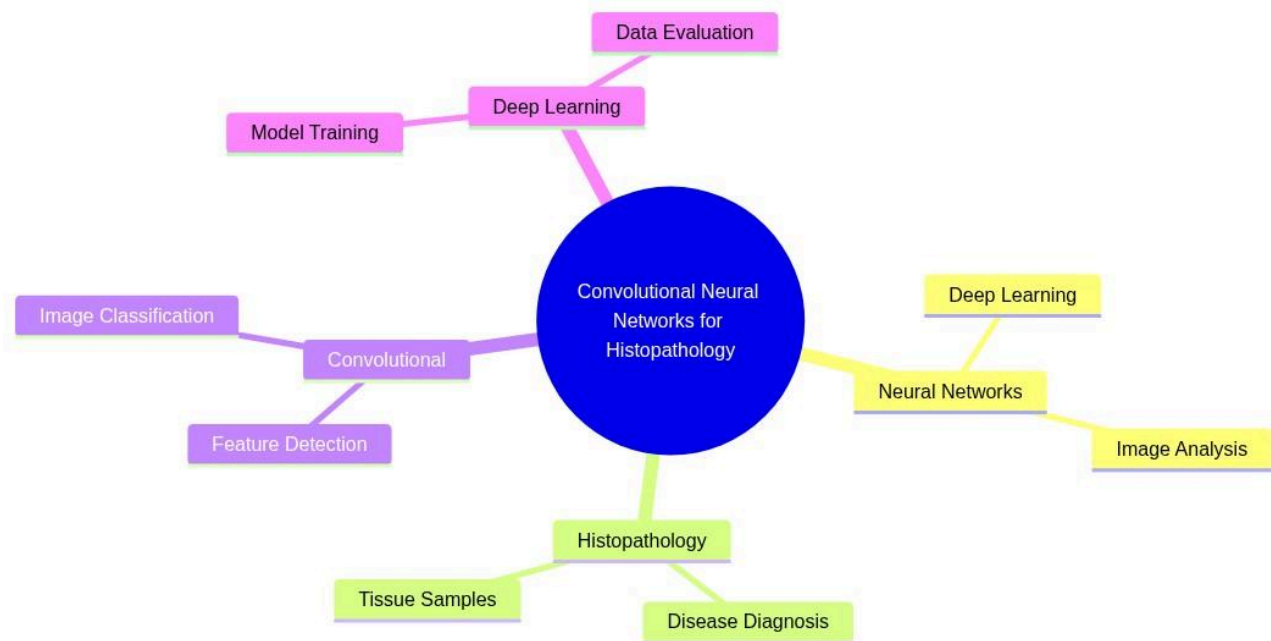 Data Evaluation
Deep Learning
Model Training
Convolutional Neural
Networks for
Histopathology
Deep Learning
Neural Networks
Image Analysis
Image Classification
Convolutional
Feature Detection
Histopathology
Tissue Samples
Disease Diagnosis